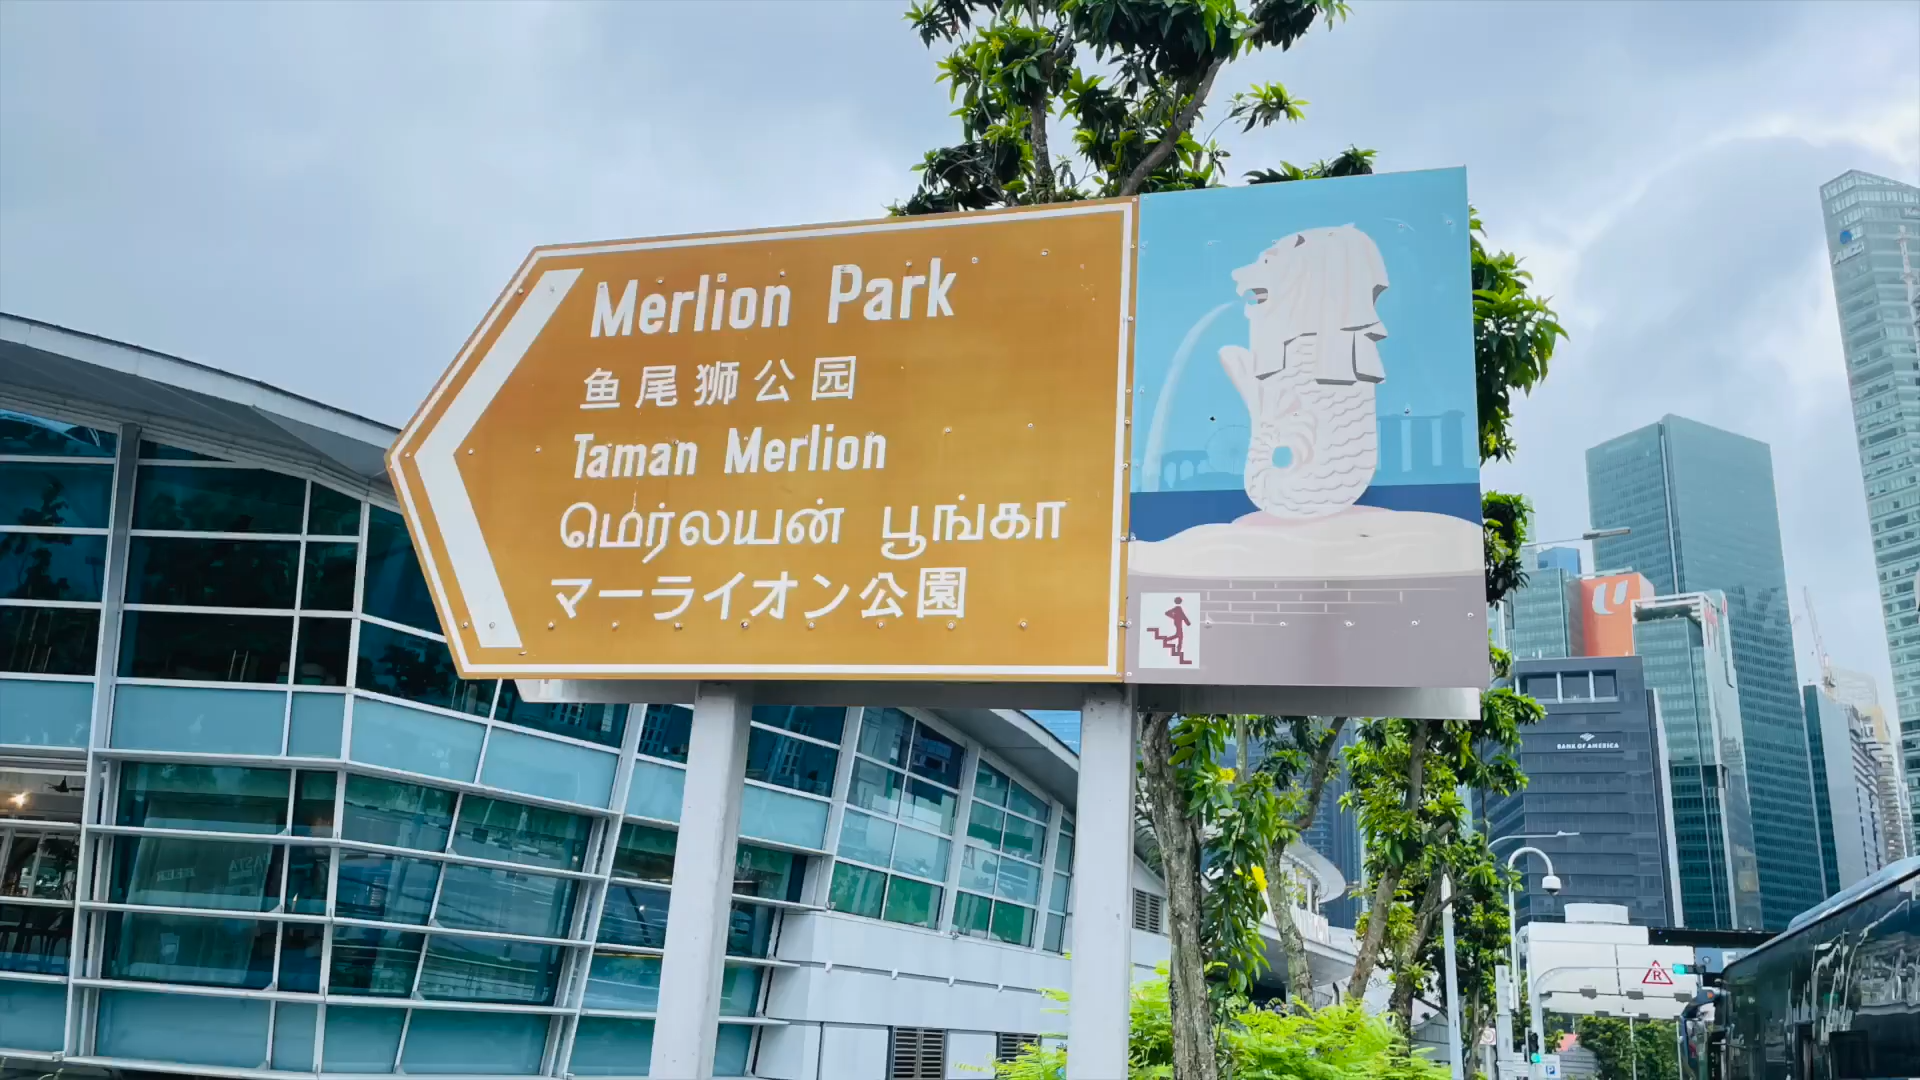 Merlion Park
鱼尾狮公园
Taman Merlion
மெர்லயன் பூங்கா
マーライオン公園
BANK OF AMERICA
R
PASTA
P